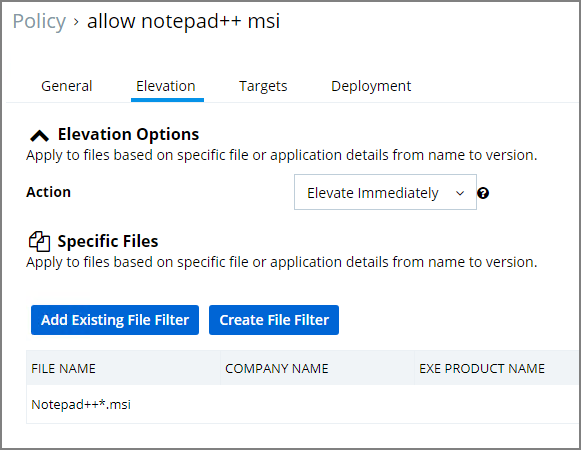 Policy › allow notepad++ msi
General Elevation Targets Deployment
Elevation Options
Apply to files based on specific file or application details from name to version.
Action Elevate Immediately ?
Specific Files
Apply to files based on specific file or application details from name to version.
Add Existing File Filter Create File Filter
FILE NAME COMPANY NAME EXE PRODUCT NAME
Notepad++*.msi